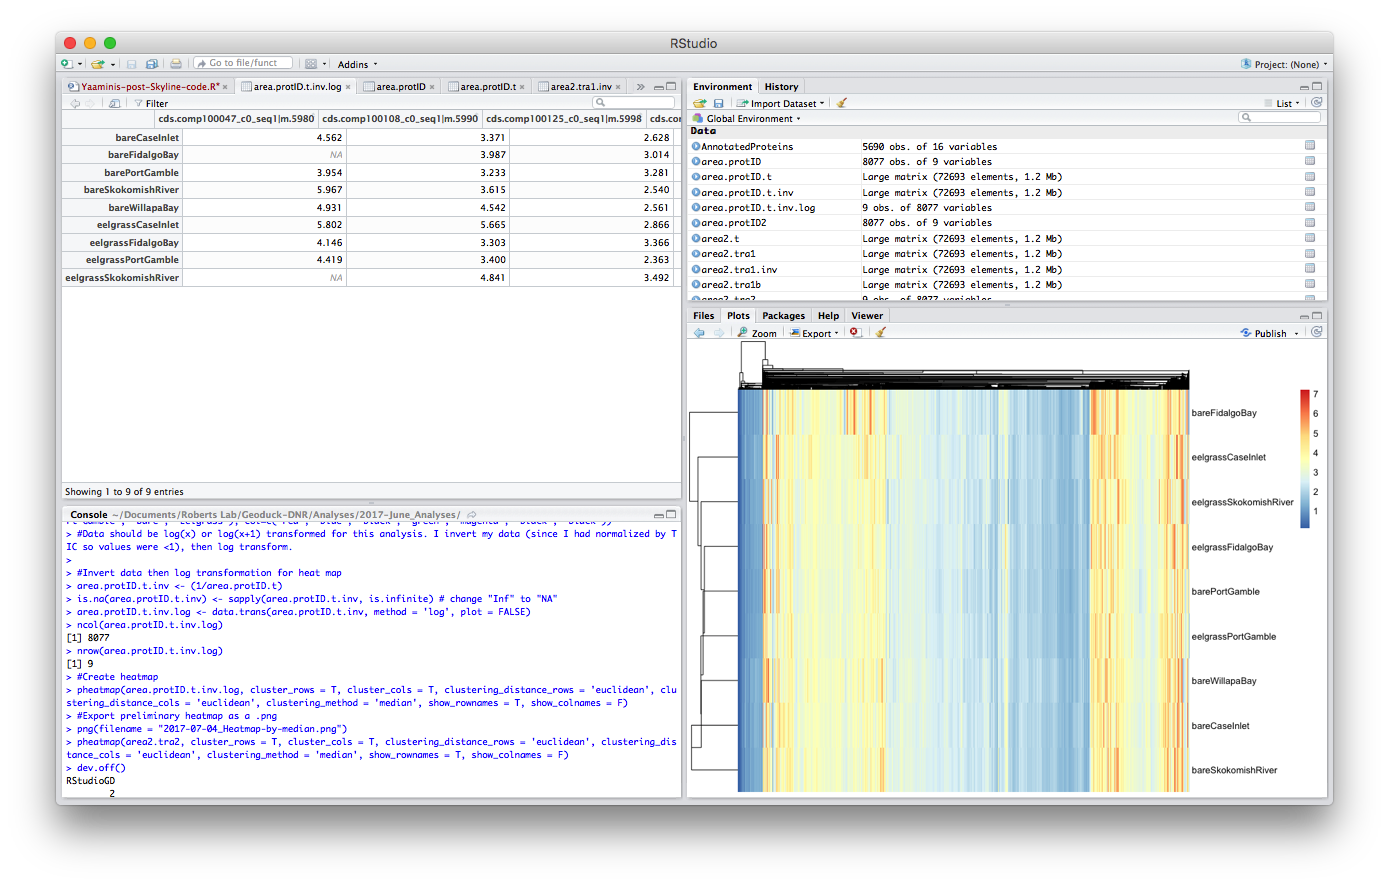 RStudio
Go to file/funct
Addins
Project: (None)
Yaaminis-post-Skyline-code.R*
area.protID.t.inv.log
area.protID
area.protID.t
area2.tra1.inv
Filter
cds.comp100047_c0_seq1|m.5980 cds.comp100108_c0_seq1|m.5990 cds.comp100125_c0_seq1|m.5998 cds.co
bareCaseInlet 4.562 3.371 2.628
bareFidalgoBay NA 3.987 3.014
barePortGamble 3.954 3.233 3.281
bareSkokomishRiver 5.967 3.615 2.540
bareWillapaBay 4.931 4.542 2.561
eelgrassCaseInlet 5.802 5.665 2.866
eelgrassFidalgoBay 4.146 3.303 3.366
eelgrassPortGamble 4.419 3.400 2.363
eelgrassSkokomishRiver NA 4.841 3.492
Showing 1 to 9 of 9 entries
Console ~/Documents/Roberts Lab/Geoduck-DNR/Analyses/2017-June_Analyses/
> #Data should be log(x) or log(x+1) transformed for this analysis. I invert my data (since I had normalized by T
IC so values were <1), then log transform.
>
> #Invert data then log transformation for heat map
> area.protID.t.inv <- (1/area.protID.t)
> is.na(area.protID.t.inv) <- sapply(area.protID.t.inv, is.infinite) # change "Inf" to "NA"
> area.protID.t.inv.log <- data.trans(area.protID.t.inv, method = 'log', plot = FALSE)
> ncol(area.protID.t.inv.log)
[1] 8077
> nrow(area.protID.t.inv.log)
[1] 9
> #Create heatmap
> pheatmap(area.protID.t.inv.log, cluster_rows = T, cluster_cols = T, clustering_distance_rows = 'euclidean', clu
stering_distance_cols = 'euclidean', clustering_method = 'median', show_rownames = T, show_colnames = F)
> #Export preliminary heatmap as a .png
> png(filename = "2017-07-04_Heatmap-by-median.png")
> pheatmap(area2.tra2, cluster_rows = T, cluster_cols = T, clustering_distance_rows = 'euclidean', clustering_dis
tance_cols = 'euclidean', clustering_method = 'median', show_rownames = T, show_colnames = F)
> dev.off()
RStudioGD
2
Environment History
Import Dataset
List
Global Environment
Data
AnnotatedProteins 5690 obs. of 16 variables
area.protID 8077 obs. of 9 variables
area.protID.t Large matrix (72693 elements, 1.2 Mb)
area.protID.t.inv Large matrix (72693 elements, 1.2 Mb)
area.protID.t.inv.log 9 obs. of 8077 variables
area.protID2 8077 obs. of 9 variables
area2.t Large matrix (72693 elements, 1.2 Mb)
area2.tra1 Large matrix (72693 elements, 1.2 Mb)
area2.tra1.inv Large matrix (72693 elements, 1.2 Mb)
area2.tra1b Large matrix (72693 elements, 1.2 Mb)
area2.tra2 9 obs. of 8077 variables
Files Plots Packages Help Viewer
Zoom Export Publish
7
6
5
4
3
2
1
bareFidalgoBay
eelgrassCaseInlet
eelgrassSkokomishRiver
eelgrassFidalgoBay
barePortGamble
eelgrassPortGamble
bareWillapaBay
bareCaseInlet
bareSkokomishRiver